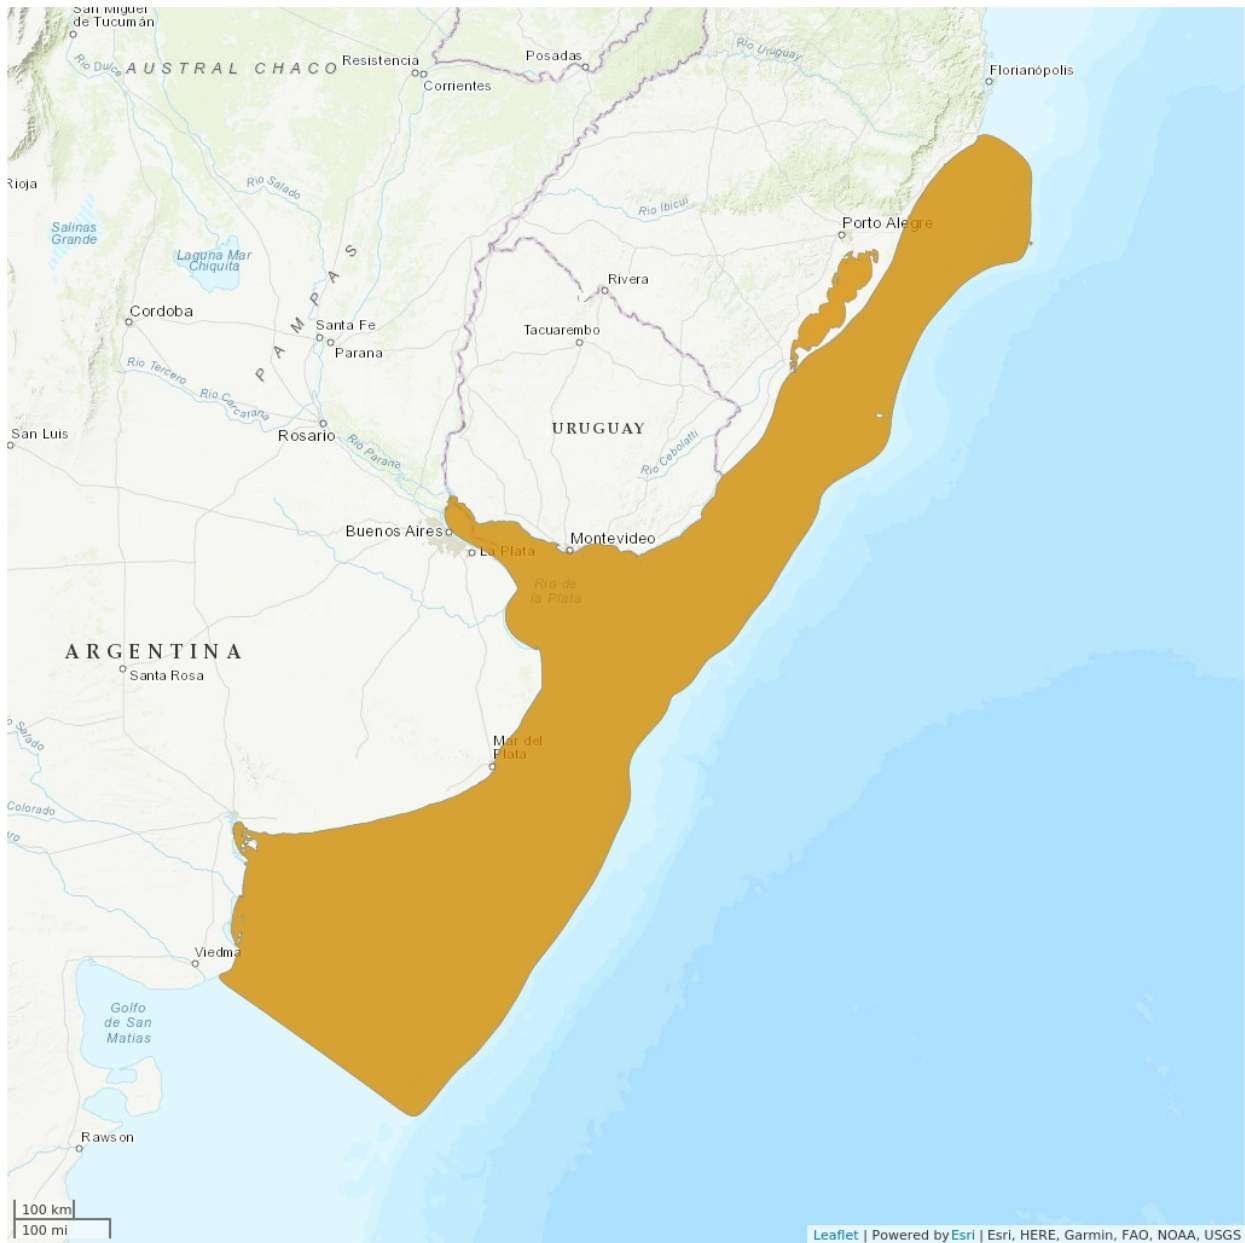 San Miguel
de Tucumán
Rio Dulce
AUSTRAL CHACO
Resistencia
Corrientes
Posadas
Rio Uruguay
Florianópolis
Rioja
Rio Salado
Salinas
Grande
Laguna Mar
Chiquita
Rio Ibicui
Porto Alegre
PAMPAS
Rivera
Cordoba
Santa Fe
Parana
Tacuarembo
Rio Tercero
Rio Carcarana
San Luis
Rosario
Rio Parana
URUGUAY
Rio Cebollati
Buenos Aires
La Plata
Montevideo
Rio de
la Plata
ARGENTINA
Santa Rosa
o Salado
Mar del
Plata
Colorado
Viedma
Golfo
de San
Matias
Rawson
100 km
100 mi
Leaflet | Powered by Esri | Esri, HERE, Garmin, FAO, NOAA, USGS